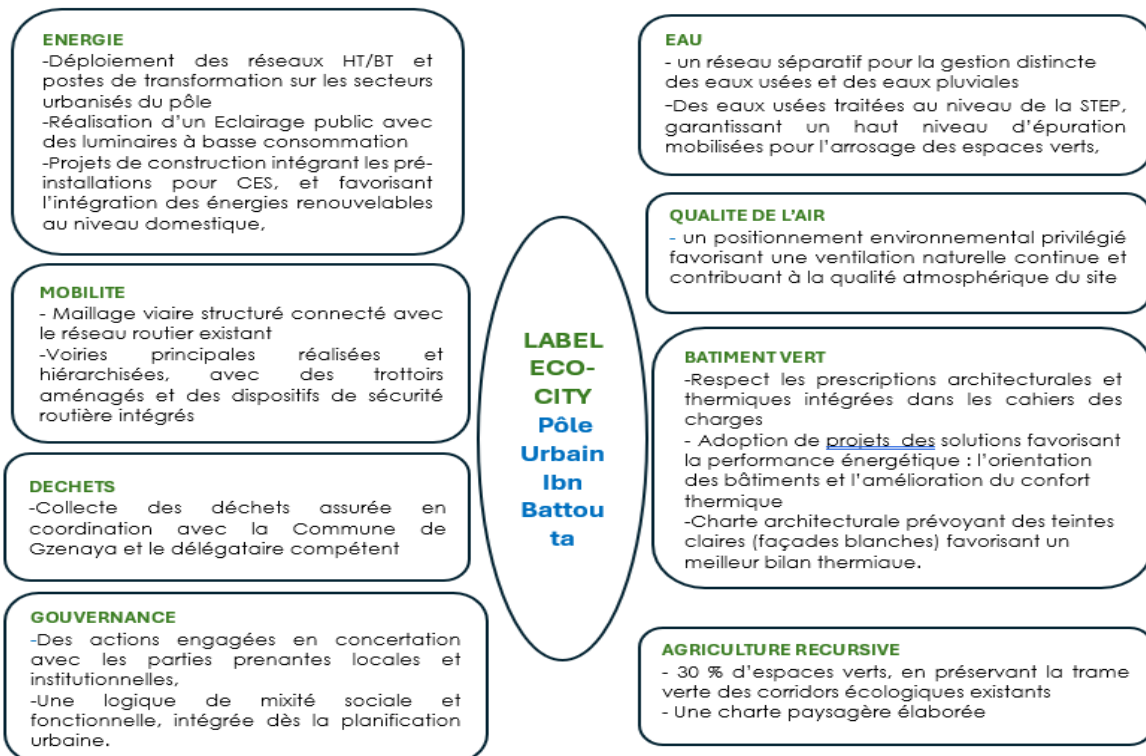 ENERGIE
-Déploiement des réseaux HT/BT et
postes de transformation sur les secteurs
urbanisés du pôle
-Réalisation d'un Eclairage public avec
des luminaires à basse consommation
-Projets de construction intégrant les pré-
installations pour CES, et favorisant
l'intégration des énergies renouvelables
au niveau domestique,
MOBILITE
- Maillage viaire structuré connecté avec
le réseau routier existant
-Voiries principales réalisées et
hiérarchisées, avec des trottoirs
aménagés et des dispositifs de sécurité
routière intégrés
DECHETS
-Collecte des déchets assurée en
coordination avec la Commune de
Gzenaya et le délégataire compétent
GOUVERNANCE
-Des actions engagées en concertation
avec les parties prenantes locales et
institutionnelles,
-Une logique de mixité sociale et
fonctionnelle, intégrée dès la planification
urbaine.
LABEL
ECO-
CITY
Pôle
Urbain
Ibn
Battou
ta
EAU
- un réseau séparatif pour la gestion distincte
des eaux usées et des eaux pluviales
-Des eaux usées traitées au niveau de la STEP,
garantissant un haut niveau d'épuration
mobilisées pour l'arrosage des espaces verts,
QUALITE DE L'AIR
- un positionnement environnemental privilégié
favorisant une ventilation naturelle continue et
contribuant à la qualité atmosphérique du site
BATIMENT VERT
-Respect les prescriptions architecturales et
thermiques intégrées dans les cahiers des
charges
- Adoption de projets des solutions favorisant
la performance énergétique : l'orientation
des bâtiments et l'amélioration du confort
thermique
-Charte architecturale prévoyant des teintes
claires (façades blanches) favorisant un
meilleur bilan thermique.
AGRICULTURE RECURSIVE
- 30 % d'espaces verts, en préservant la trame
verte des corridors écologiques existants
- Une charte paysagère élaborée